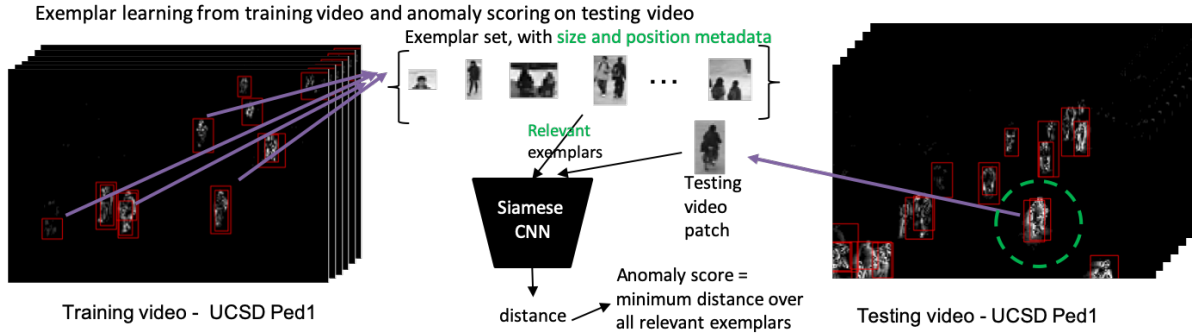 Exemplar learning from training video and anomaly scoring on testing video
Exemplar set, with size and position metadata
...
Relevant
exemplars
Siamese
CNN
Testing
video
patch
distance
Anomaly score =
minimum distance over
all relevant exemplars
Training video - UCSD Ped1
Testing video - UCSD Ped1